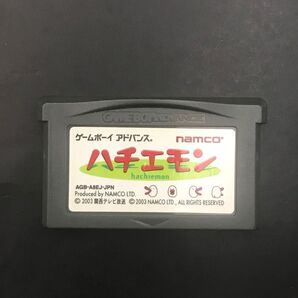 GAME BOY ADVANCE
ゲームボーイ アドバンス® namco®
ハチエモン
hachiemon
AGB-A8EJ-JPN
Produced by NAMCO LTD.
© 2003 関西テレビ放送 © 2003 NAMCO LTD., ALL RIGHTS RESERVED